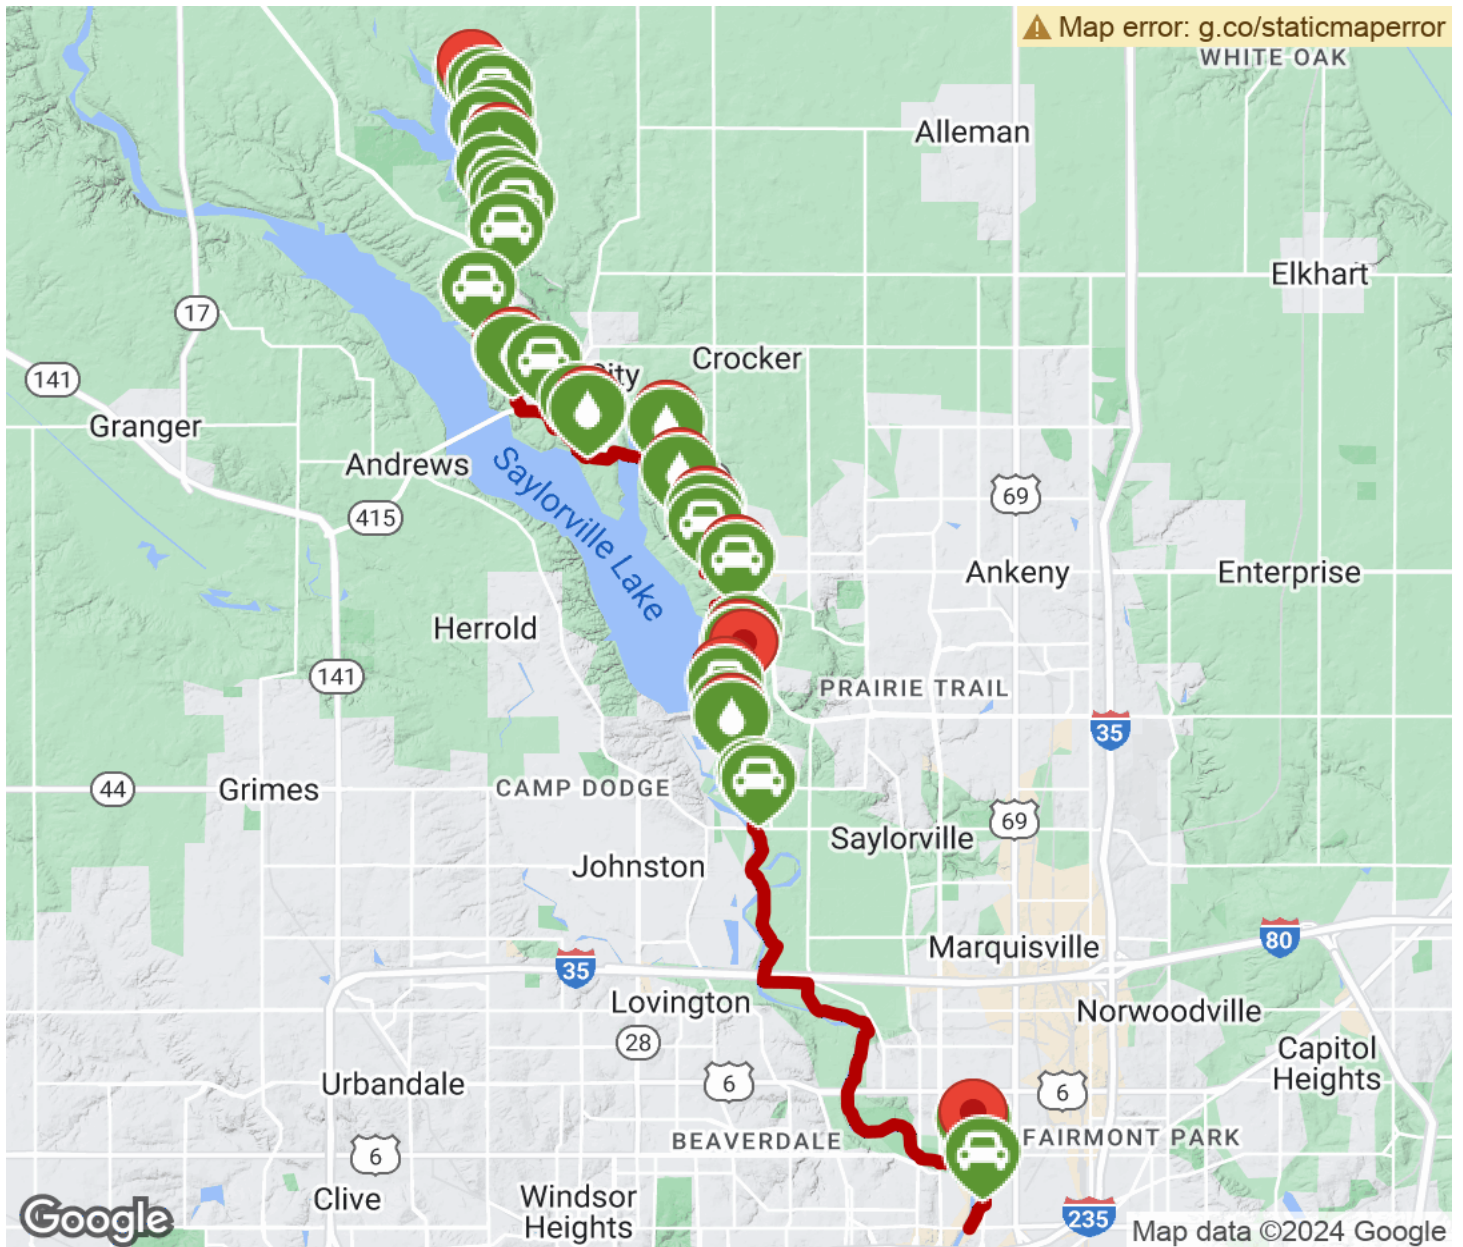 Map error: g.co/staticmaperror
WHITE OAK
Alleman
Elkhart
17
141
Crocker
City
Granger
Andrews
Saylorville Lake
69
415
Ankeny
Enterprise
Herrold
141
PRAIRIE TRAIL
35
44
Grimes
CAMP DODGE
69
Saylorville
Johnston
Marquisville
80
35
Lovington
Norwoodville
28
Capitol
Heights
Urbandale
6
6
BEAVERDALE
FAIRMONT PARK
6
Clive
Windsor
Heights
235
Google
Map data ©2024 Google